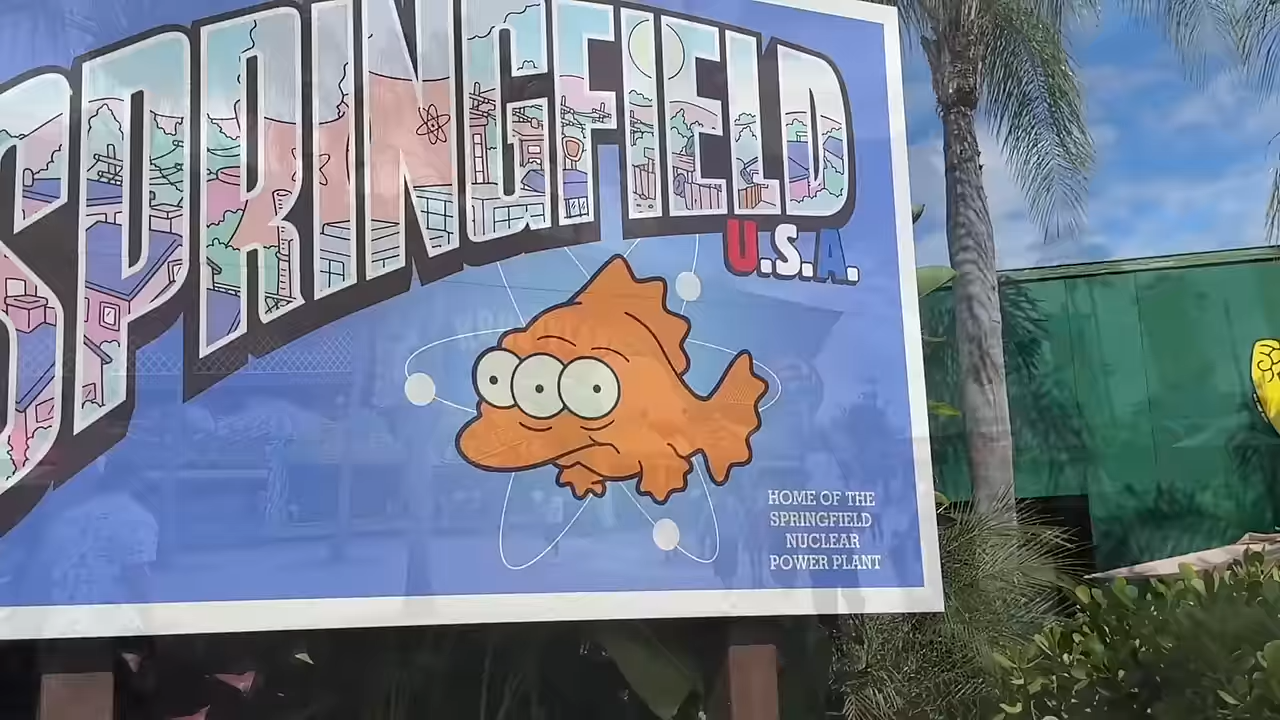 SPRINGFIELD
U.S.A.
HOME OF THE
SPRINGFIELD
NUCLEAR
POWER PLANT